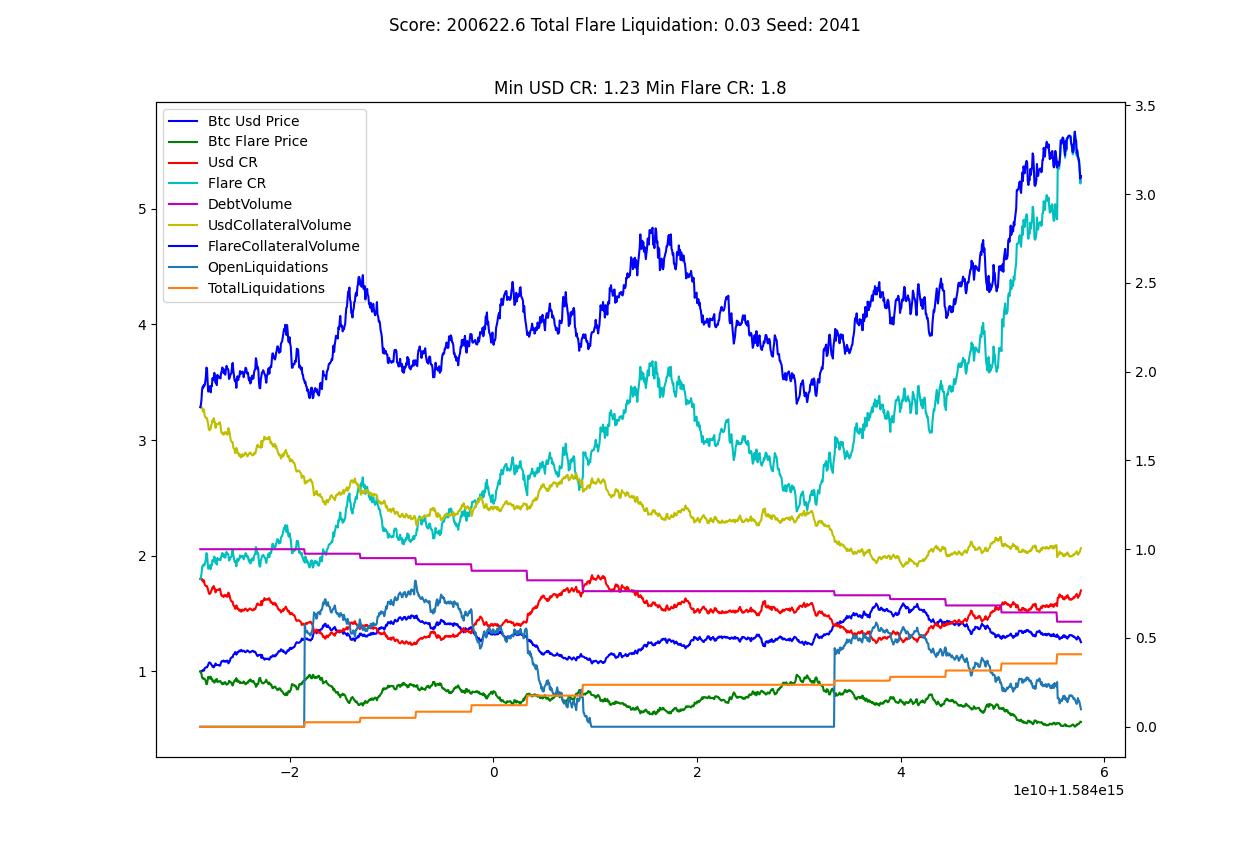 Score: 200622.6 Total Flare Liquidation: 0.03 Seed: 2041
Min USD CR: 1.23 Min Flare CR: 1.8
Btc Usd Price
Btc Flare Price
Usd CR
Flare CR
DebtVolume
UsdCollateralVolume
FlareCollateralVolume
OpenLiquidations
TotalLiquidations
5
4
3
2
1
3.5
3.0
2.5
2.0
1.5
1.0
0.5
0.0
−2 0 2 4 6
1e10+1.584e15